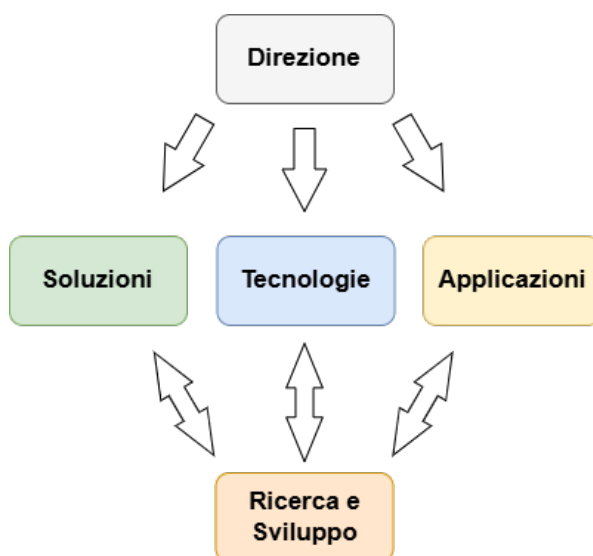 Direzione
Soluzioni
Tecnologie
Applicazioni
Ricerca e
Sviluppo